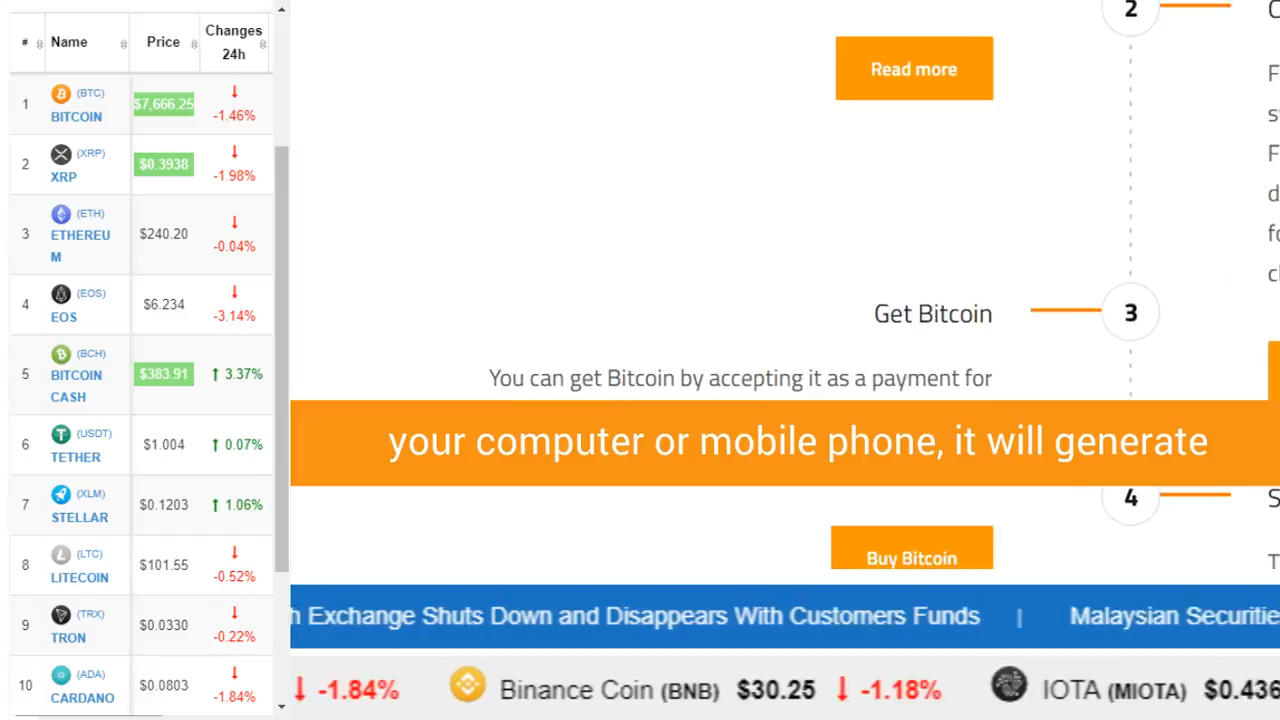 # Name Price Changes
24h
1 (BTC) $7,666.25
BITCOIN -1.46%
2 (XRP) $0.3938
XRP -1.98%
3 (ETH) $240.20
ETHEREU
M -0.04%
4 (EOS) $6.234
EOS -3.14%
5 (BCH) $383.91 3.37%
BITCOIN
CASH
6 (USDT) $1.004 0.07%
TETHER
7 (XLM) $0.1203 1.06%
STELLAR
8 (LTC) $101.55
LITECOIN -0.52%
9 (TRX) $0.0330
TRON -0.22%
10 (ADA) $0.0803
CARDANO -1.84%
2
Read more
Get Bitcoin 3
You can get Bitcoin by accepting it as a payment for
your computer or mobile phone, it will generate
4
Buy Bitcoin
h Exchange Shuts Down and Disappears With Customers Funds | Malaysian Securitie
-1.84% Binance Coin (BNB) $30.25 -1.18% IOTA (MIOTA) $0.436